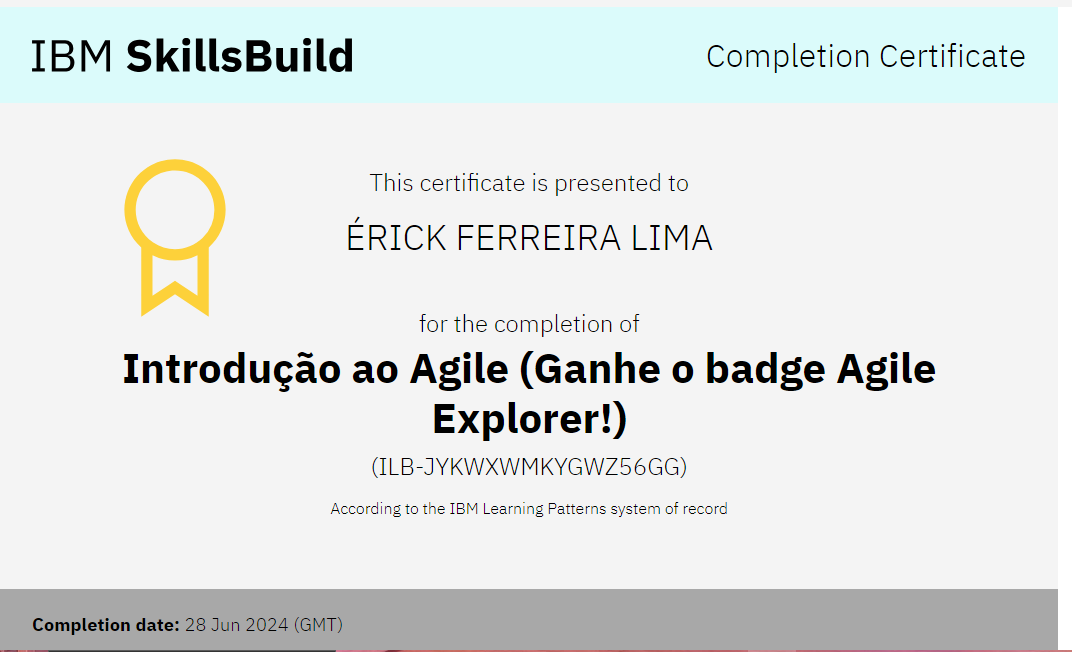 IBM SkillsBuild
Completion Certificate
This certificate is presented to
ÉRICK FERREIRA LIMA
for the completion of
Introdução ao Agile (Ganhe o badge Agile
Explorer!)
(ILB-JYKWXWMKYGWZ56GG)
According to the IBM Learning Patterns system of record
Completion date: 28 Jun 2024 (GMT)